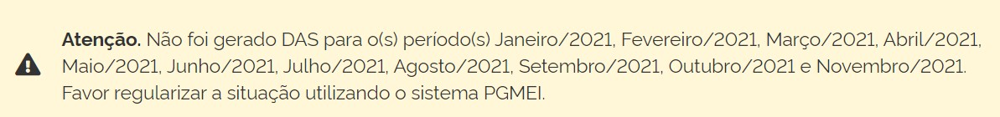 Atenção. Não foi gerado DAS para o(s) período(s) Janeiro/2021, Fevereiro/2021, Março/2021, Abril/2021,
Maio/2021, Junho/2021, Julho/2021, Agosto/2021, Setembro/2021, Outubro/2021 e Novembro/2021.
Favor regularizar a situação utilizando o sistema PGMEI.